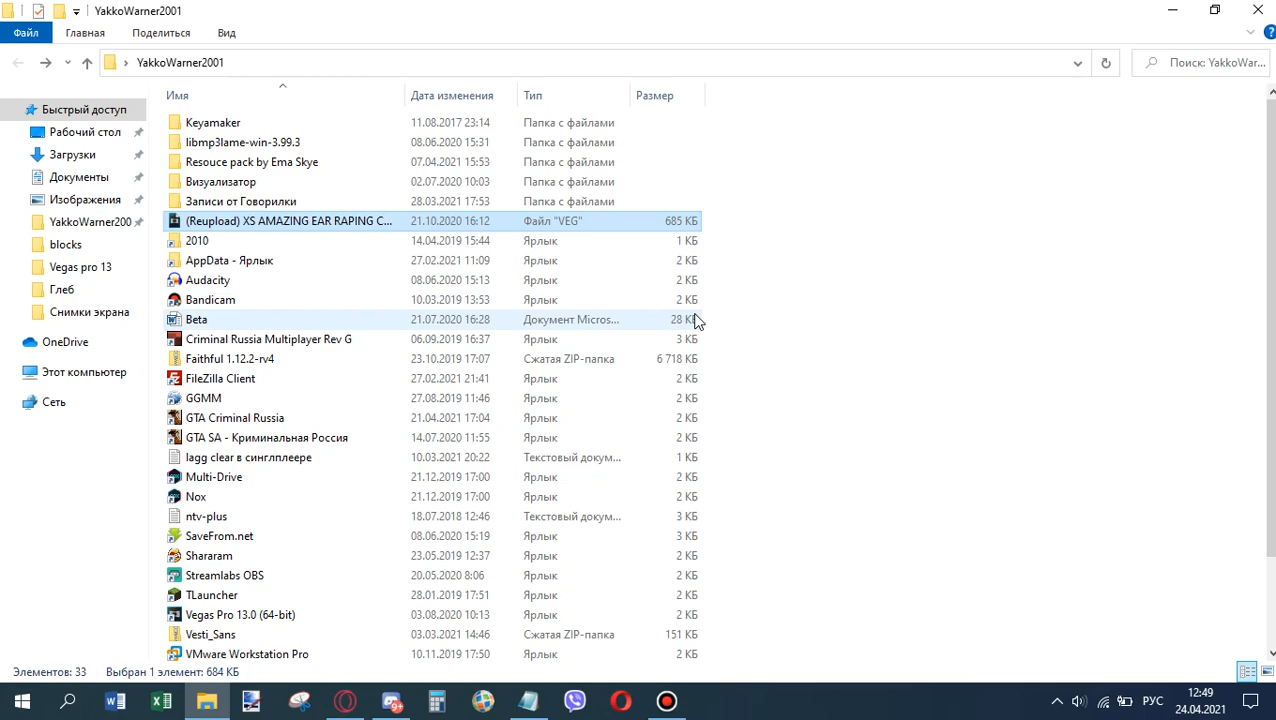 YakkoWarner2001
Файл Главная Поделиться Вид
YakkoWarner2001 Поиск: YakkoWar...
Имя Дата изменения Тип Размер
Быстрый доступ
Рабочий стол
Загрузки
Документы
Изображения
YakkoWarner200
blocks
Vegas pro 13
Глеб
Снимки экрана
OneDrive
Этот компьютер
Сеть
Keyamaker 11.08.2017 23:14 Папка с файлами
libmp3lame-win-3.99.3 08.06.2020 15:31 Папка с файлами
Resouce pack by Ema Skye 07.04.2021 15:53 Папка с файлами
Визуализатор 02.07.2020 10:03 Папка с файлами
Записи от Говорилки 28.03.2021 17:53 Папка с файлами
(Reupload) XS AMAZING EAR RAPING C... 21.10.2020 16:12 Файл "VEG" 685 КБ
2010 14.04.2019 15:44 Ярлык 1 КБ
AppData - Ярлык 27.02.2021 11:09 Ярлык 2 КБ
Audacity 08.06.2020 15:13 Ярлык 2 КБ
Bandicam 10.03.2019 13:53 Ярлык 2 КБ
Beta 21.07.2020 16:28 Документ Micros... 28 КБ
Criminal Russia Multiplayer Rev G 06.09.2019 16:37 Ярлык 3 КБ
Faithful 1.12.2-rv4 23.10.2019 17:07 Сжатая ZIP-папка 6 718 КБ
FileZilla Client 27.02.2021 21:41 Ярлык 2 КБ
GGMM 27.08.2019 11:46 Ярлык 2 КБ
GTA Criminal Russia 21.04.2021 17:04 Ярлык 2 КБ
GTA SA - Криминальная Россия 14.07.2020 11:55 Ярлык 2 КБ
lagg clear в синглплеере 10.03.2021 20:22 Текстовый докум... 1 КБ
Multi-Drive 21.12.2019 17:00 Ярлык 2 КБ
Nox 21.12.2019 17:00 Ярлык 2 КБ
ntv-plus 18.07.2018 12:46 Текстовый докум... 3 КБ
SaveFrom.net 08.06.2020 15:19 Ярлык 3 КБ
Shararam 23.05.2019 12:37 Ярлык 2 КБ
Streamlabs OBS 20.05.2020 8:06 Ярлык 2 КБ
TLauncher 28.01.2019 17:51 Ярлык 2 КБ
Vegas Pro 13.0 (64-bit) 03.08.2020 10:13 Ярлык 2 КБ
Vesti_Sans 03.03.2021 14:46 Сжатая ZIP-папка 151 КБ
VMware Workstation Pro 10.11.2019 17:50 Ярлык 2 КБ
Элементов: 33 Выбран 1 элемент: 684 КБ
РУС 12:49
24.04.2021